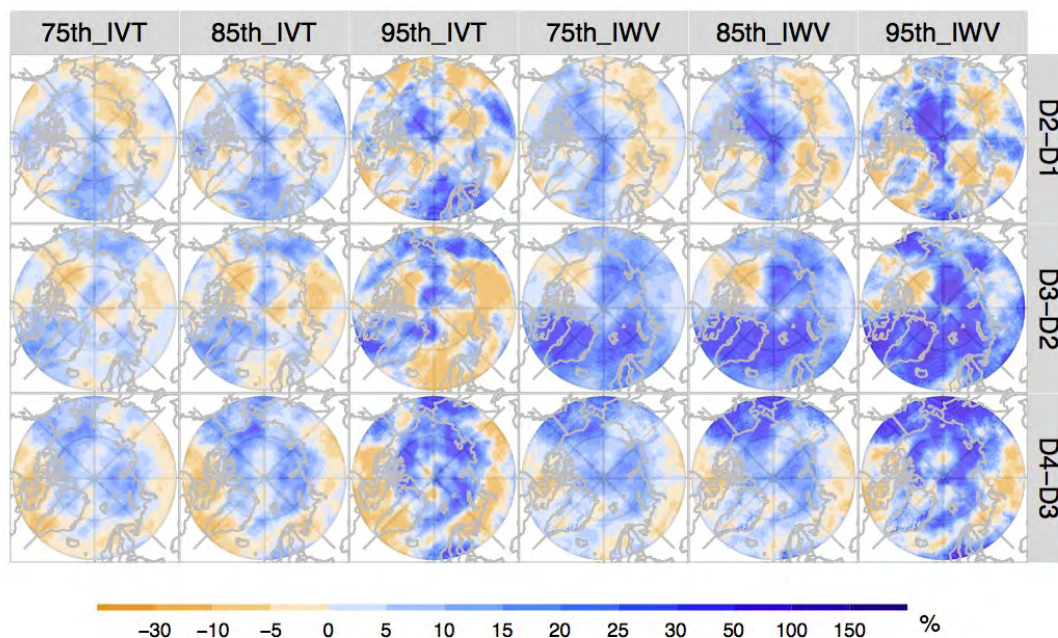 75th_IVT 85th_IVT 95th_IVT 75th_IWV 85th_IWV 95th_IWV
D2−D1
D3−D2
D4−D3
−30 −10 −5 0 5 10 15 20 25 30 50 100 150 %